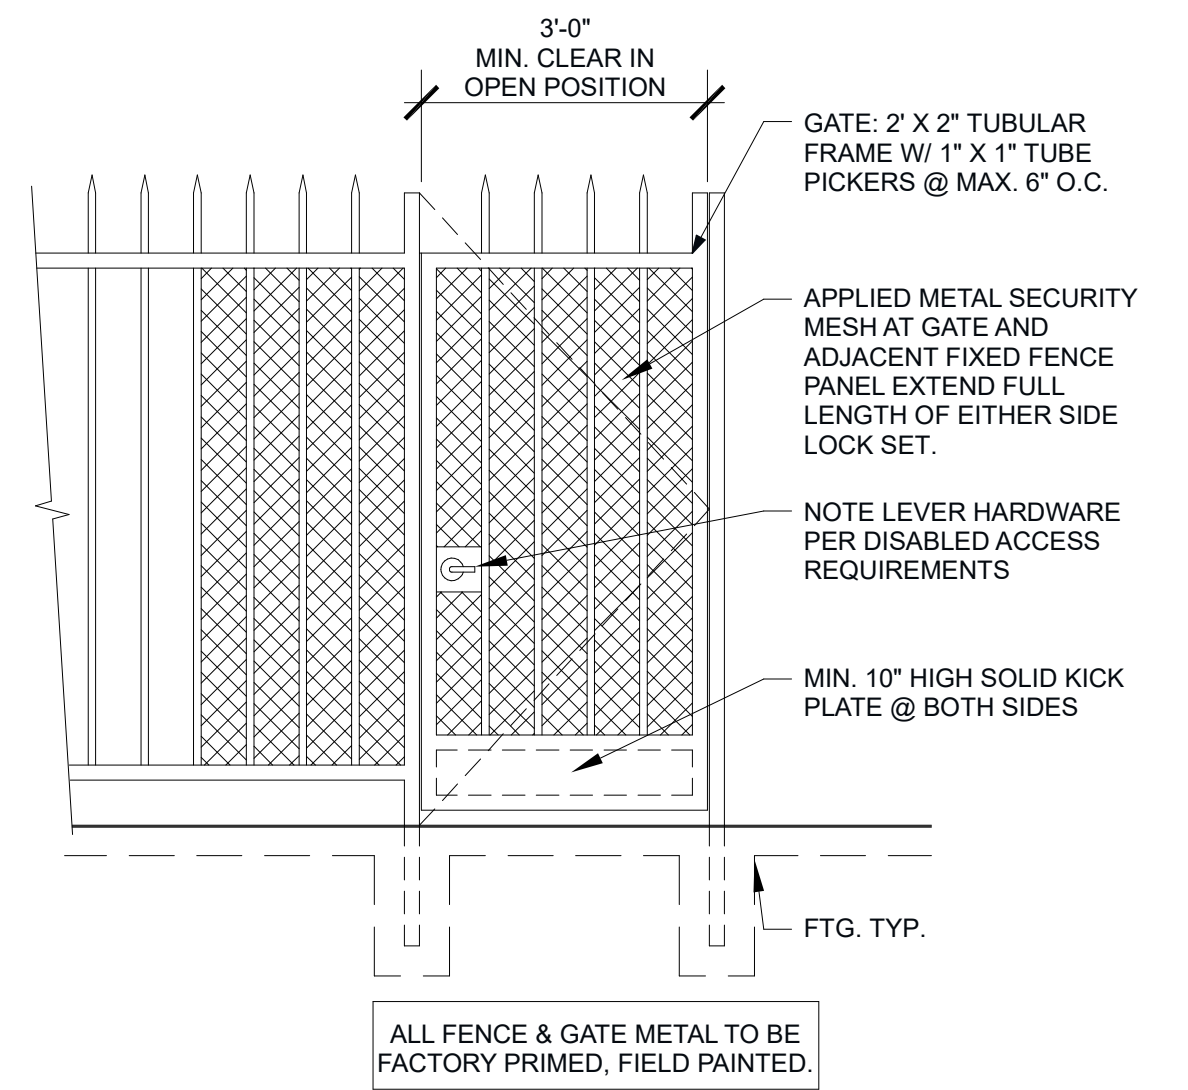 3'-0"
MIN. CLEAR IN
OPEN POSITION
GATE: 2' X 2" TUBULAR
FRAME W/ 1" X 1" TUBE
PICKERS @ MAX. 6" O.C.
APPLIED METAL SECURITY
MESH AT GATE AND
ADJACENT FIXED FENCE
PANEL EXTEND FULL
LENGTH OF EITHER SIDE
LOCK SET.
NOTE LEVER HARDWARE
PER DISABLED ACCESS
REQUIREMENTS
MIN. 10" HIGH SOLID KICK
PLATE @ BOTH SIDES
FTG. TYP.
ALL FENCE & GATE METAL TO BE
FACTORY PRIMED, FIELD PAINTED.